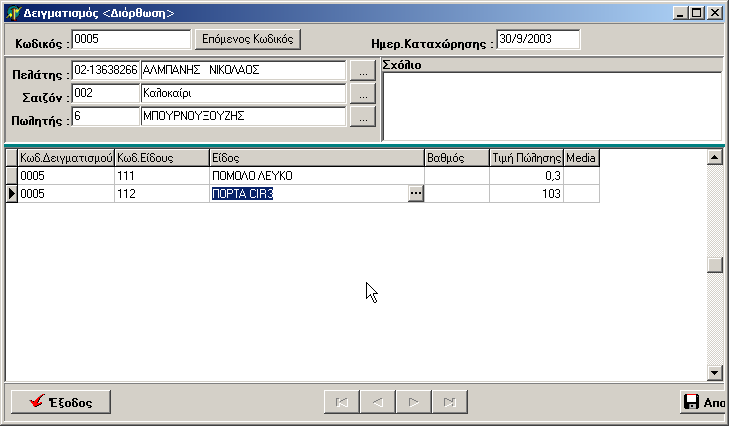 Δειγματισμός <Διόρθωση>
Κωδικός : 0005 Επόμενος Κωδικός Ημερ.Καταχώρησης : 30/9/2003
Πελάτης : 02-13638266 ΑΛΜΠΑΝΗΣ ΝΙΚΟΛΑΟΣ ... Σχόλιο
Σαιζόν : 002 Καλοκαίρι ...
Πωλητής : 6 ΜΠΟΥΡΝΟΥΞΟΥΖΗΣ ...
Κωδ.Δειγματισμού Κωδ.Είδους Είδος Βαθμός Τιμή Πώλησης Media
0005 111 ΠΟΜΟΛΟ ΛΕΥΚΟ 0,3
0005 112 ΠΟΡΤΑ CIR3 ... 103
Έξοδος Απο